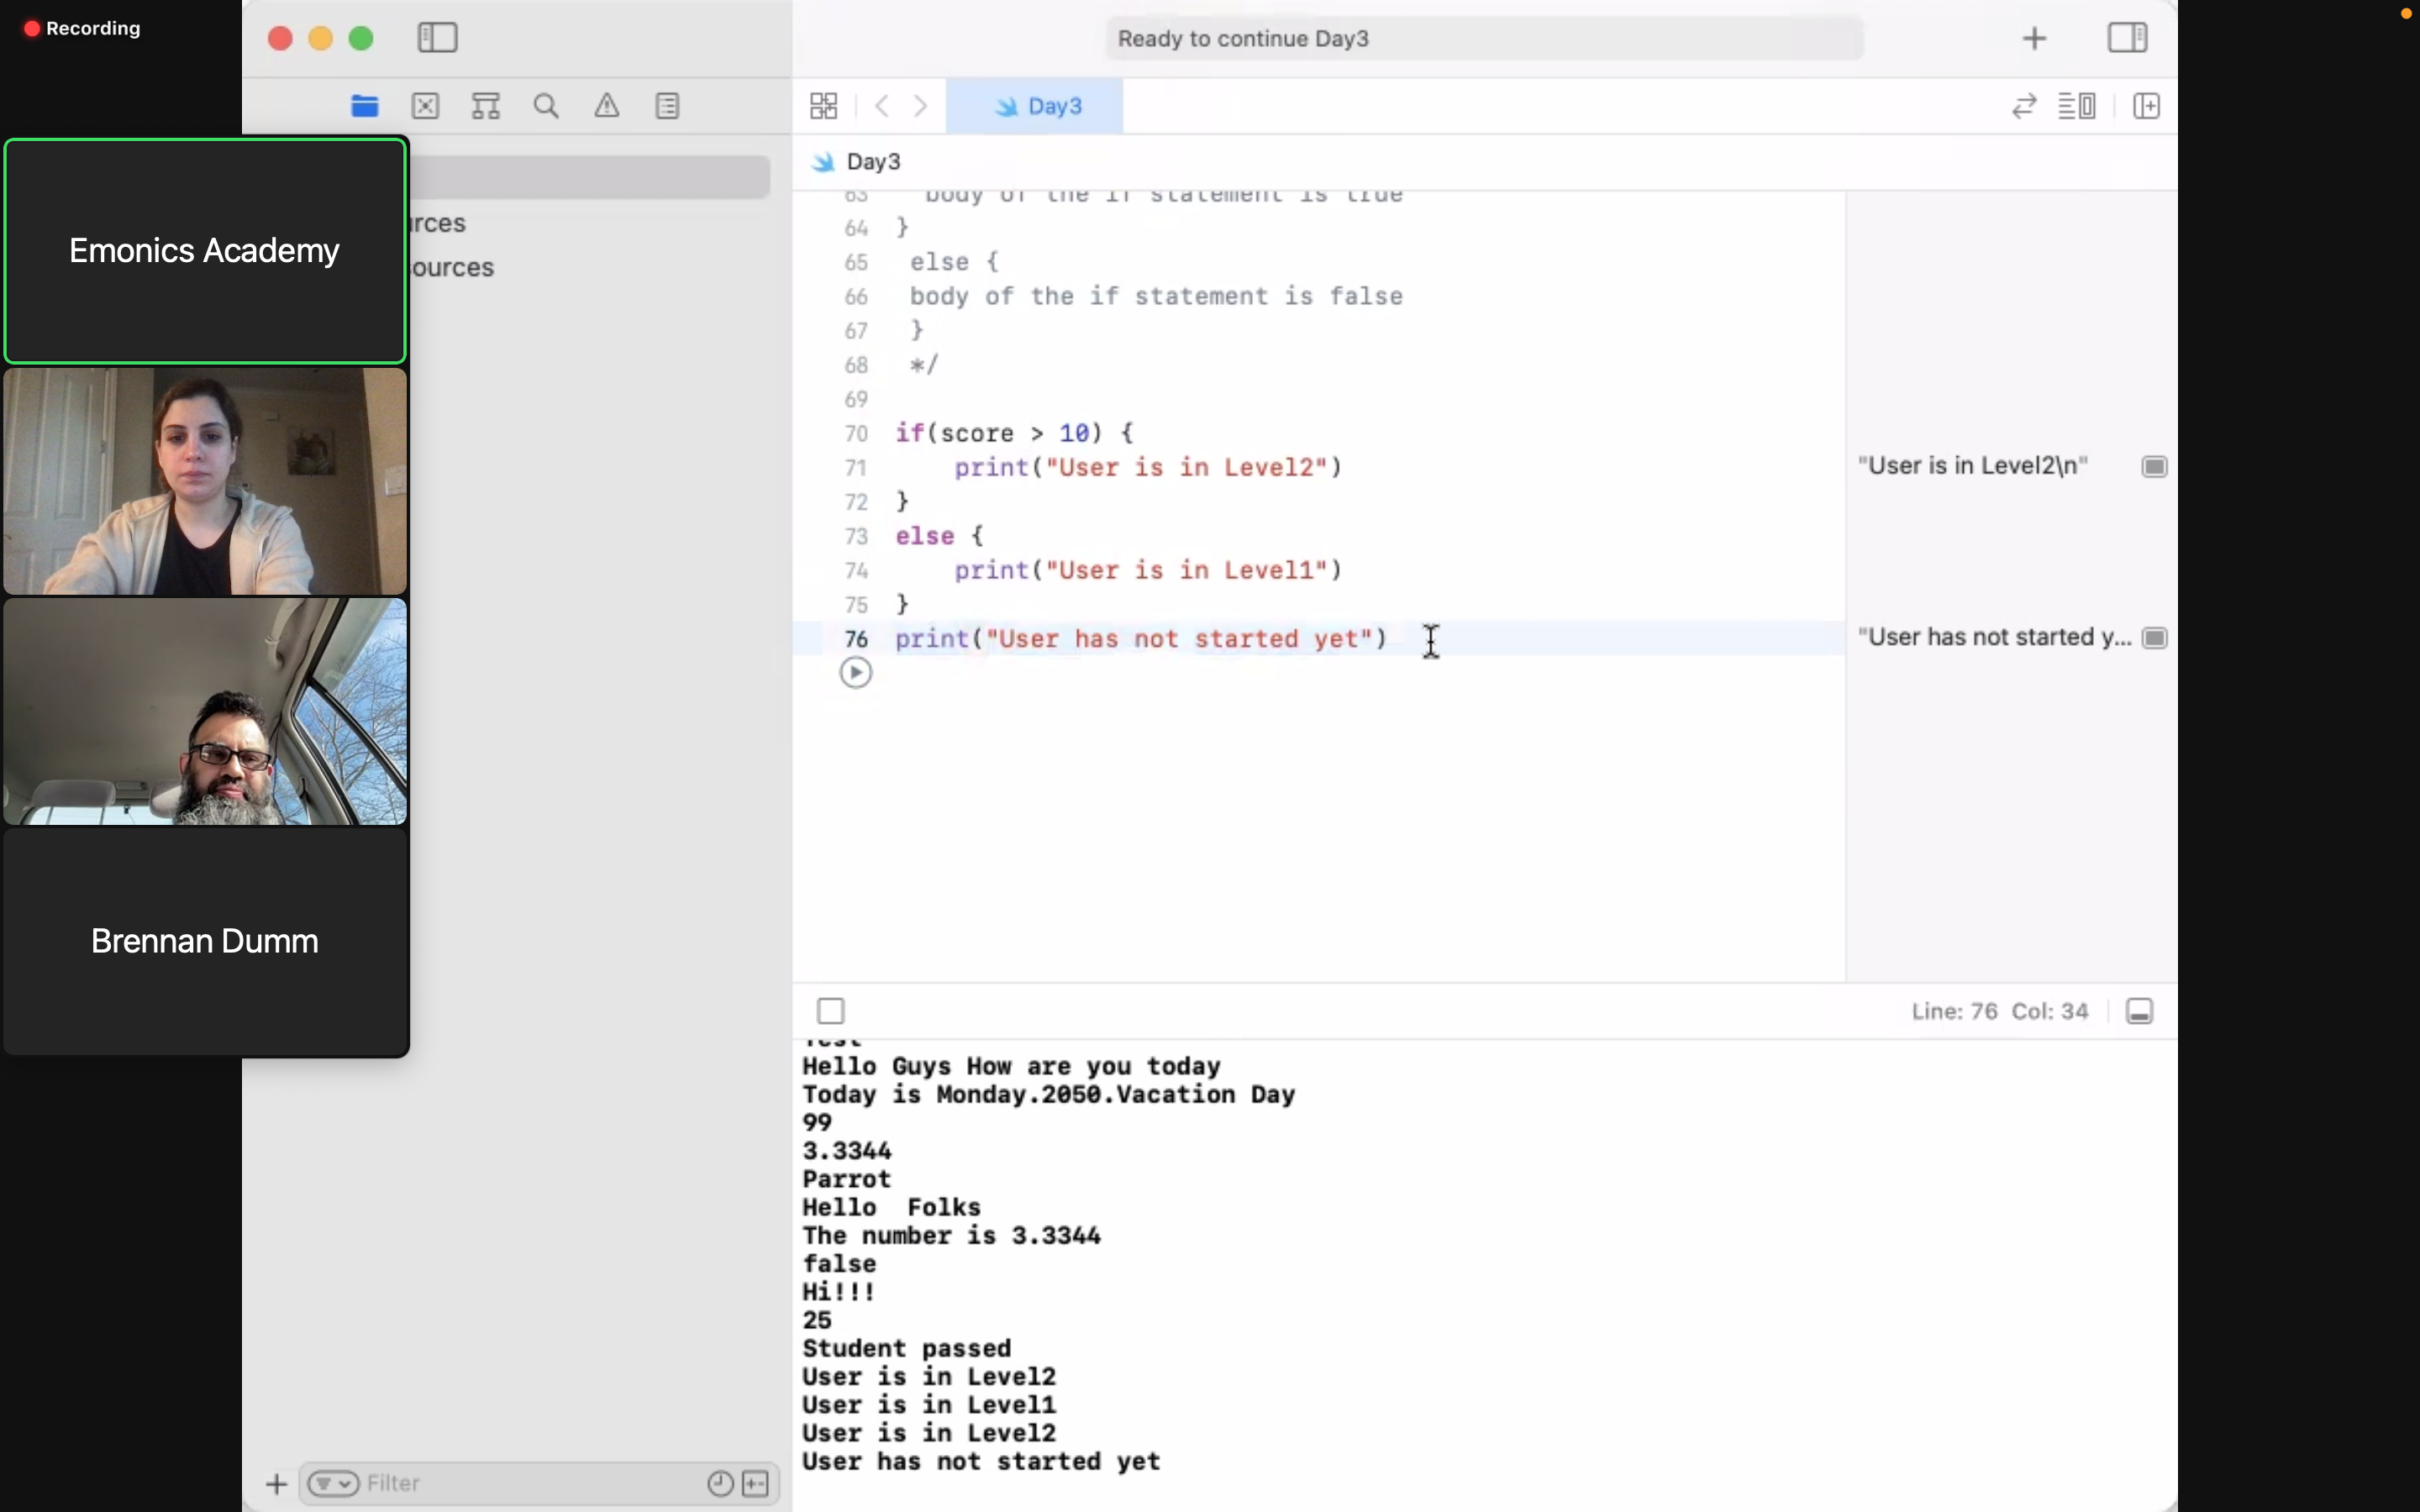 Recording
Emonics Academy
Brennan Dumm
Ready to continue Day3
Day3
Day3
rces
ources
63 body of the if statement is true
64 }
65 else {
66 body of the if statement is false
67 }
68 */
69
70 if(score > 10) {
71 print("User is in Level2")
72 }
73 else {
74 print("User is in Level1")
75 }
76 print("User has not started yet")
"User is in Level2\n"
"User has not started y...
Line: 76 Col: 34
Test
Hello Guys How are you today
Today is Monday.2050.Vacation Day
99
3.3344
Parrot
Hello  Folks
The number is 3.3344
false
Hi!!!
25
Student passed
User is in Level2
User is in Level1
User is in Level2
User has not started yet
Filter